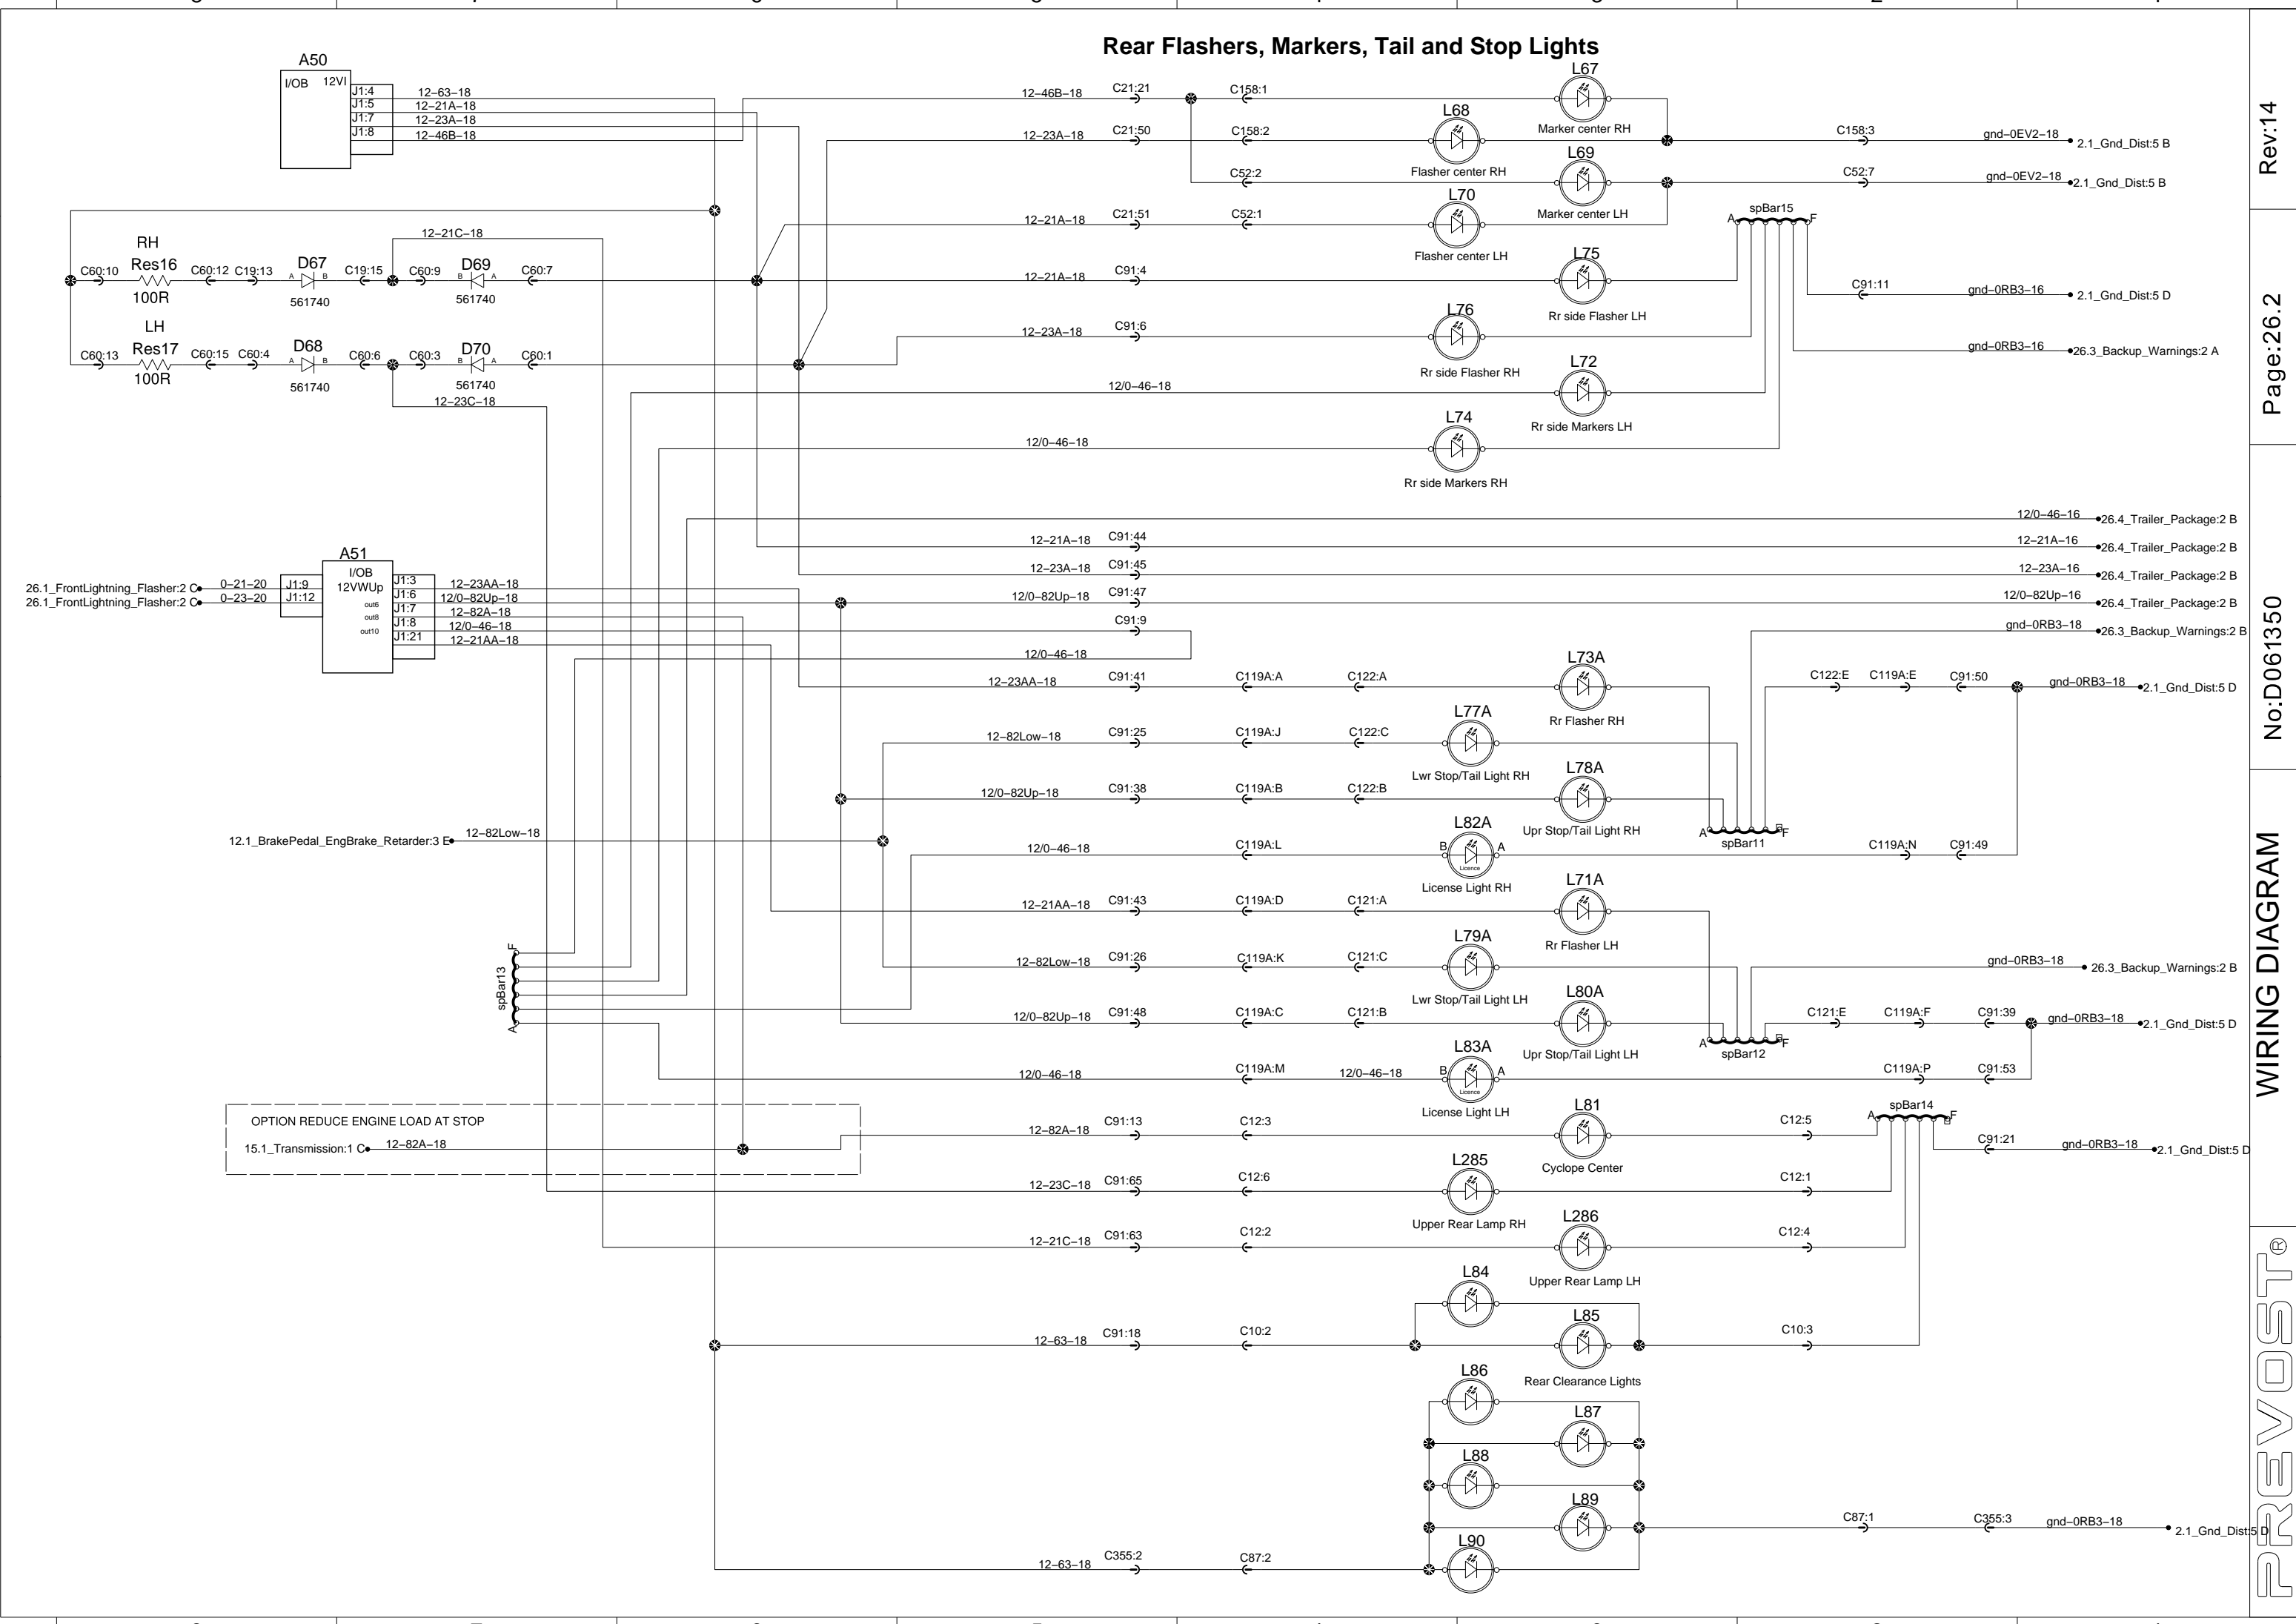 Rear Flashers, Markers, Tail and Stop Lights
A50
I/OB 12VI
J1:4 12-63-18
J1:5 12-21A-18
J1:7 12-23A-18
J1:8 12-46B-18
12-46B-18 C21:21 C158:1 L67
Marker center RH
12-23A-18 C21:50 C158:2 L68 C158:3 gnd-0EV2-18 2.1_Gnd_Dist:5 B
Flasher center RH
C52:2 L69 C52:7 gnd-0EV2-18 2.1_Gnd_Dist:5 B
Marker center LH
12-21A-18 C21:51 C52:1 L70
Flasher center LH
A spBar15 F
12-21C-18
RH
C60:10 Res16 C60:12 C19:13 A D67 B C19:15 C60:9 B D69 A C60:7
100R 561740 561740
12-21A-18 C91:4 L75
Rr side Flasher LH
C91:11 gnd-0RB3-16 2.1_Gnd_Dist:5 D
LH
C60:13 Res17 C60:15 C60:4 A D68 B C60:6 C60:3 B D70 A C60:1
100R 561740 561740
12-23A-18 C91:6 L76
Rr side Flasher RH
gnd-0RB3-16 26.3_Backup_Warnings:2 A
12-23C-18
12/0-46-18 L72
Rr side Markers LH
12/0-46-18 L74
Rr side Markers RH
12/0-46-16 26.4_Trailer_Package:2 B
12-21A-18 C91:44 12-21A-16 26.4_Trailer_Package:2 B
12-23A-18 C91:45 12-23A-16 26.4_Trailer_Package:2 B
12/0-82Up-18 C91:47 12/0-82Up-16 26.4_Trailer_Package:2 B
C91:9 gnd-0RB3-18 26.3_Backup_Warnings:2 B
A51
I/OB
12VWUp
out6
out8
out10
26.1_FrontLightning_Flasher:2 C 0-21-20 J1:9
26.1_FrontLightning_Flasher:2 C 0-23-20 J1:12
J1:3 12-23AA-18
J1:6 12/0-82Up-18
J1:7 12-82A-18
J1:8 12/0-46-18
J1:21 12-21AA-18
12/0-46-18
12-23AA-18 C91:41 C119A:A C122:A L73A C122:E C119A:E C91:50 gnd-0RB3-18 2.1_Gnd_Dist:5 D
Rr Flasher RH
12-82Low-18 C91:25 C119A:J C122:C L77A
Lwr Stop/Tail Light RH
12/0-82Up-18 C91:38 C119A:B C122:B L78A
Upr Stop/Tail Light RH
A spBar11 F
12.1_BrakePedal_EngBrake_Retarder:3 E 12-82Low-18
12/0-46-18 C119A:L B L82A A C119A:N C91:49
Licence
License Light RH
12-21AA-18 C91:43 C119A:D C121:A L71A
Rr Flasher LH
12-82Low-18 C91:26 C119A:K C121:C L79A gnd-0RB3-18 26.3_Backup_Warnings:2 B
Lwr Stop/Tail Light LH
F spBar13 A
12/0-82Up-18 C91:48 C119A:C C121:B L80A C121:E C119A:F C91:39 gnd-0RB3-18 2.1_Gnd_Dist:5 D
Upr Stop/Tail Light LH
A spBar12 F
12/0-46-18 C119A:M 12/0-46-18 B L83A A C119A:P C91:53
Licence
License Light LH
OPTION REDUCE ENGINE LOAD AT STOP
15.1_Transmission:1 C 12-82A-18
12-82A-18 C91:13 C12:3 L81 C12:5
Cyclope Center
A spBar14 F
C91:21 gnd-0RB3-18 2.1_Gnd_Dist:5 D
12-23C-18 C91:65 C12:6 L285 C12:1
Upper Rear Lamp RH
12-21C-18 C91:63 C12:2 L286 C12:4
Upper Rear Lamp LH
L84
12-63-18 C91:18 C10:2 L85 C10:3
Rear Clearance Lights
L86
L87
L88
L89 C87:1 C355:3 gnd-0RB3-18 2.1_Gnd_Dist:5 D
12-63-18 C355:2 C87:2 L90
Rev:14
Page:26.2
No:D061350
WIRING DIAGRAM
PREVOST®